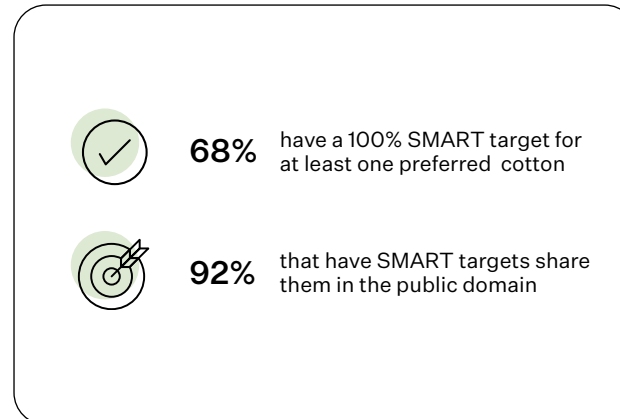 68%
have a 100% SMART target for
at least one preferred  cotton
92%
that have SMART targets share
them in the public domain